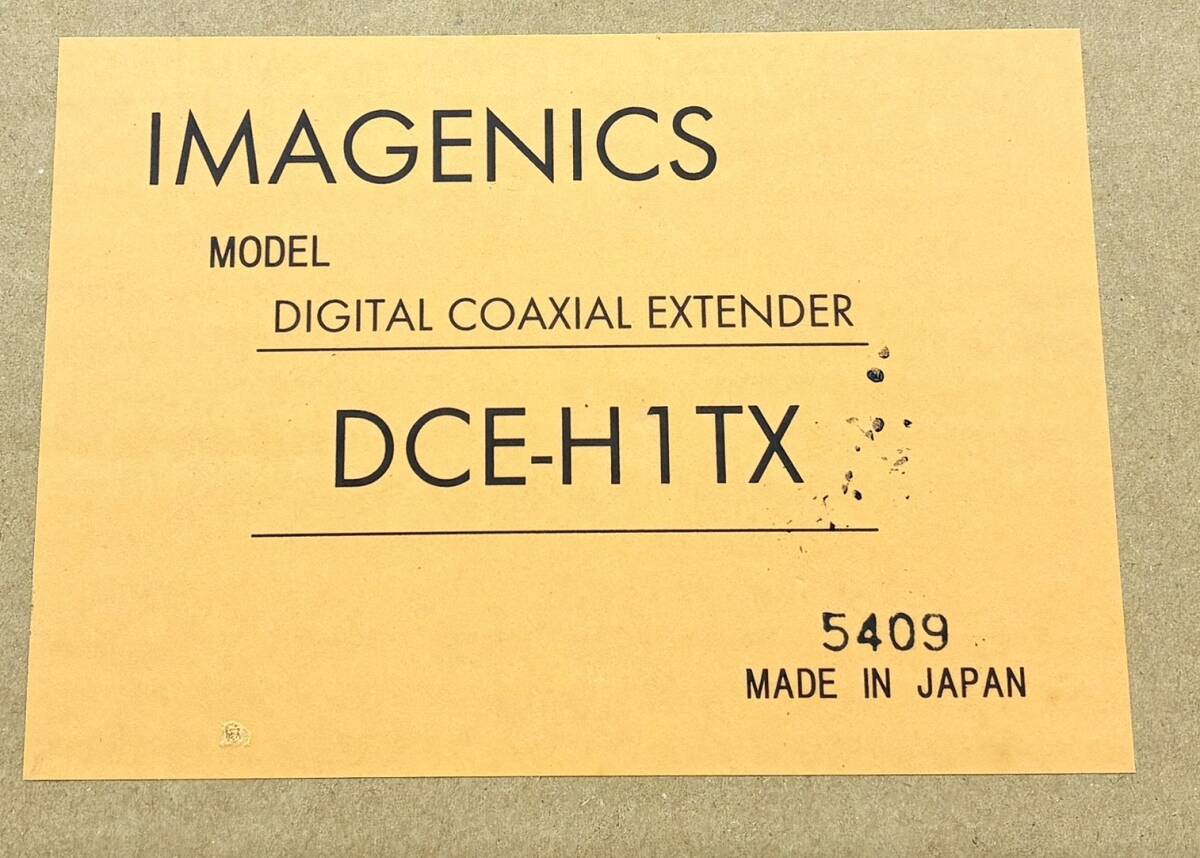 IMAGENICS
MODEL
DIGITAL COAXIAL EXTENDER
DCE-H1TX
5409
MADE IN JAPAN